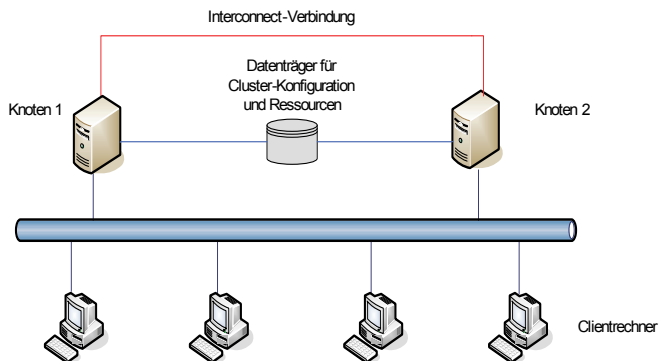 Interconnect-Verbindung
Datenträger für
Cluster-Konfiguration
und Ressourcen
Knoten 1
Knoten 2
Clientrechner